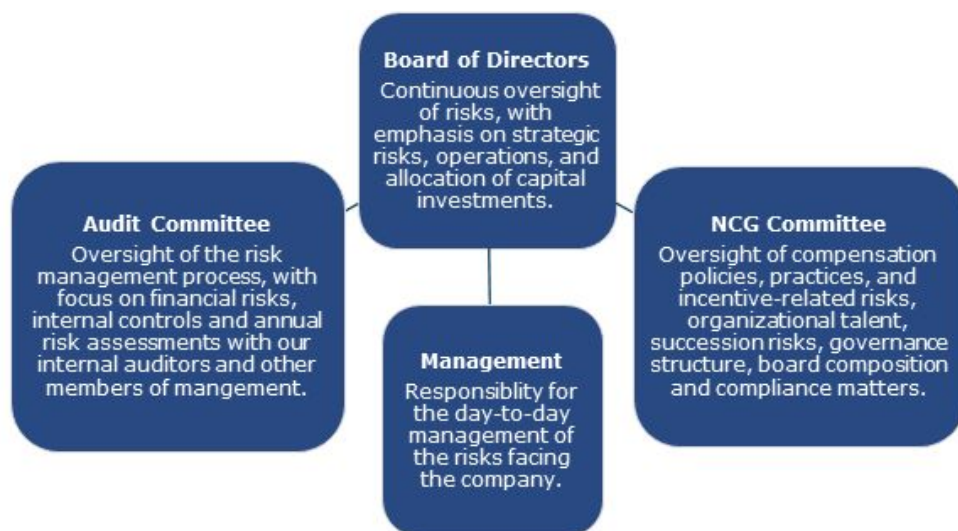 Board of Directors
Continuous oversight
of risks, with
emphasis on strategic
risks, operations, and
allocation of capital
investments.
Audit Committee
Oversight of the risk
management process, with
focus on financial risks,
internal controls and annual
risk assessments with our
internal auditors and other
members of mangement.
NCG Committee
Oversight of compensation
policies, practices, and
incentive-related risks,
organizational talent,
succession risks, governance
structure, board composition
and compliance matters.
Management
Responsiblity for
the day-to-day
management of
the risks facing
the company.